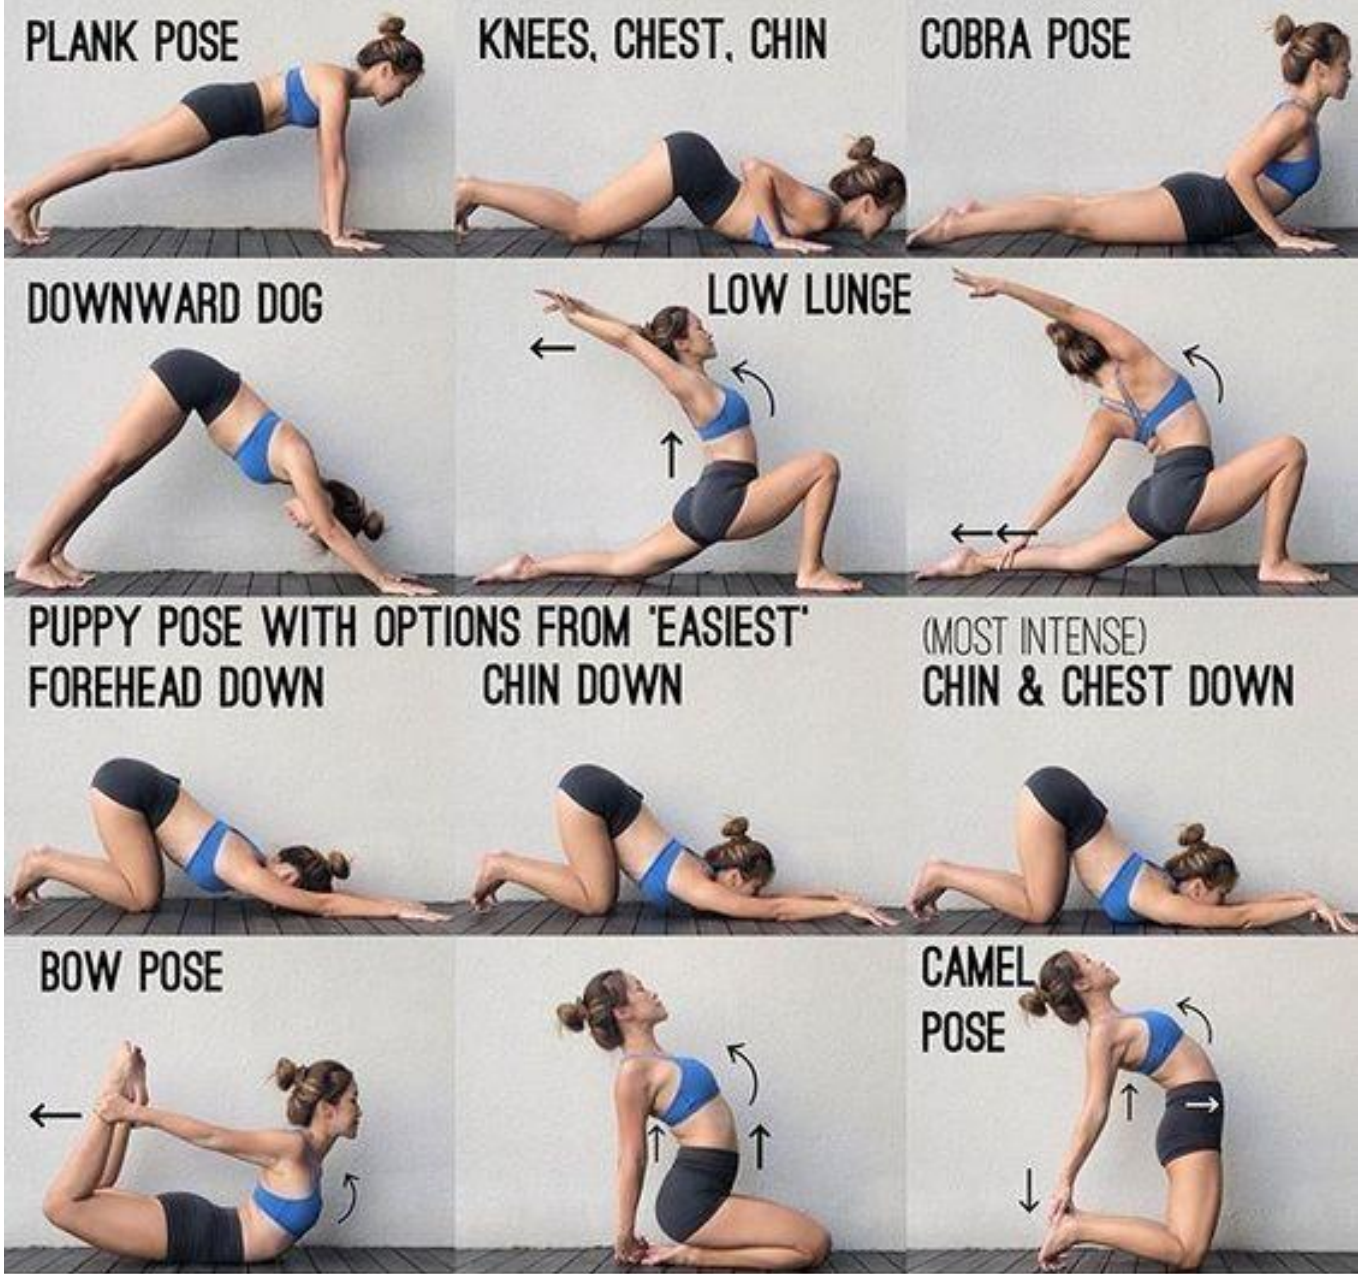 PLANK POSE
KNEES, CHEST, CHIN
COBRA POSE
DOWNWARD DOG
LOW LUNGE
PUPPY POSE WITH OPTIONS FROM 'EASIEST'
(MOST INTENSE)
FOREHEAD DOWN
CHIN DOWN
CHIN & CHEST DOWN
BOW POSE
CAMEL
POSE